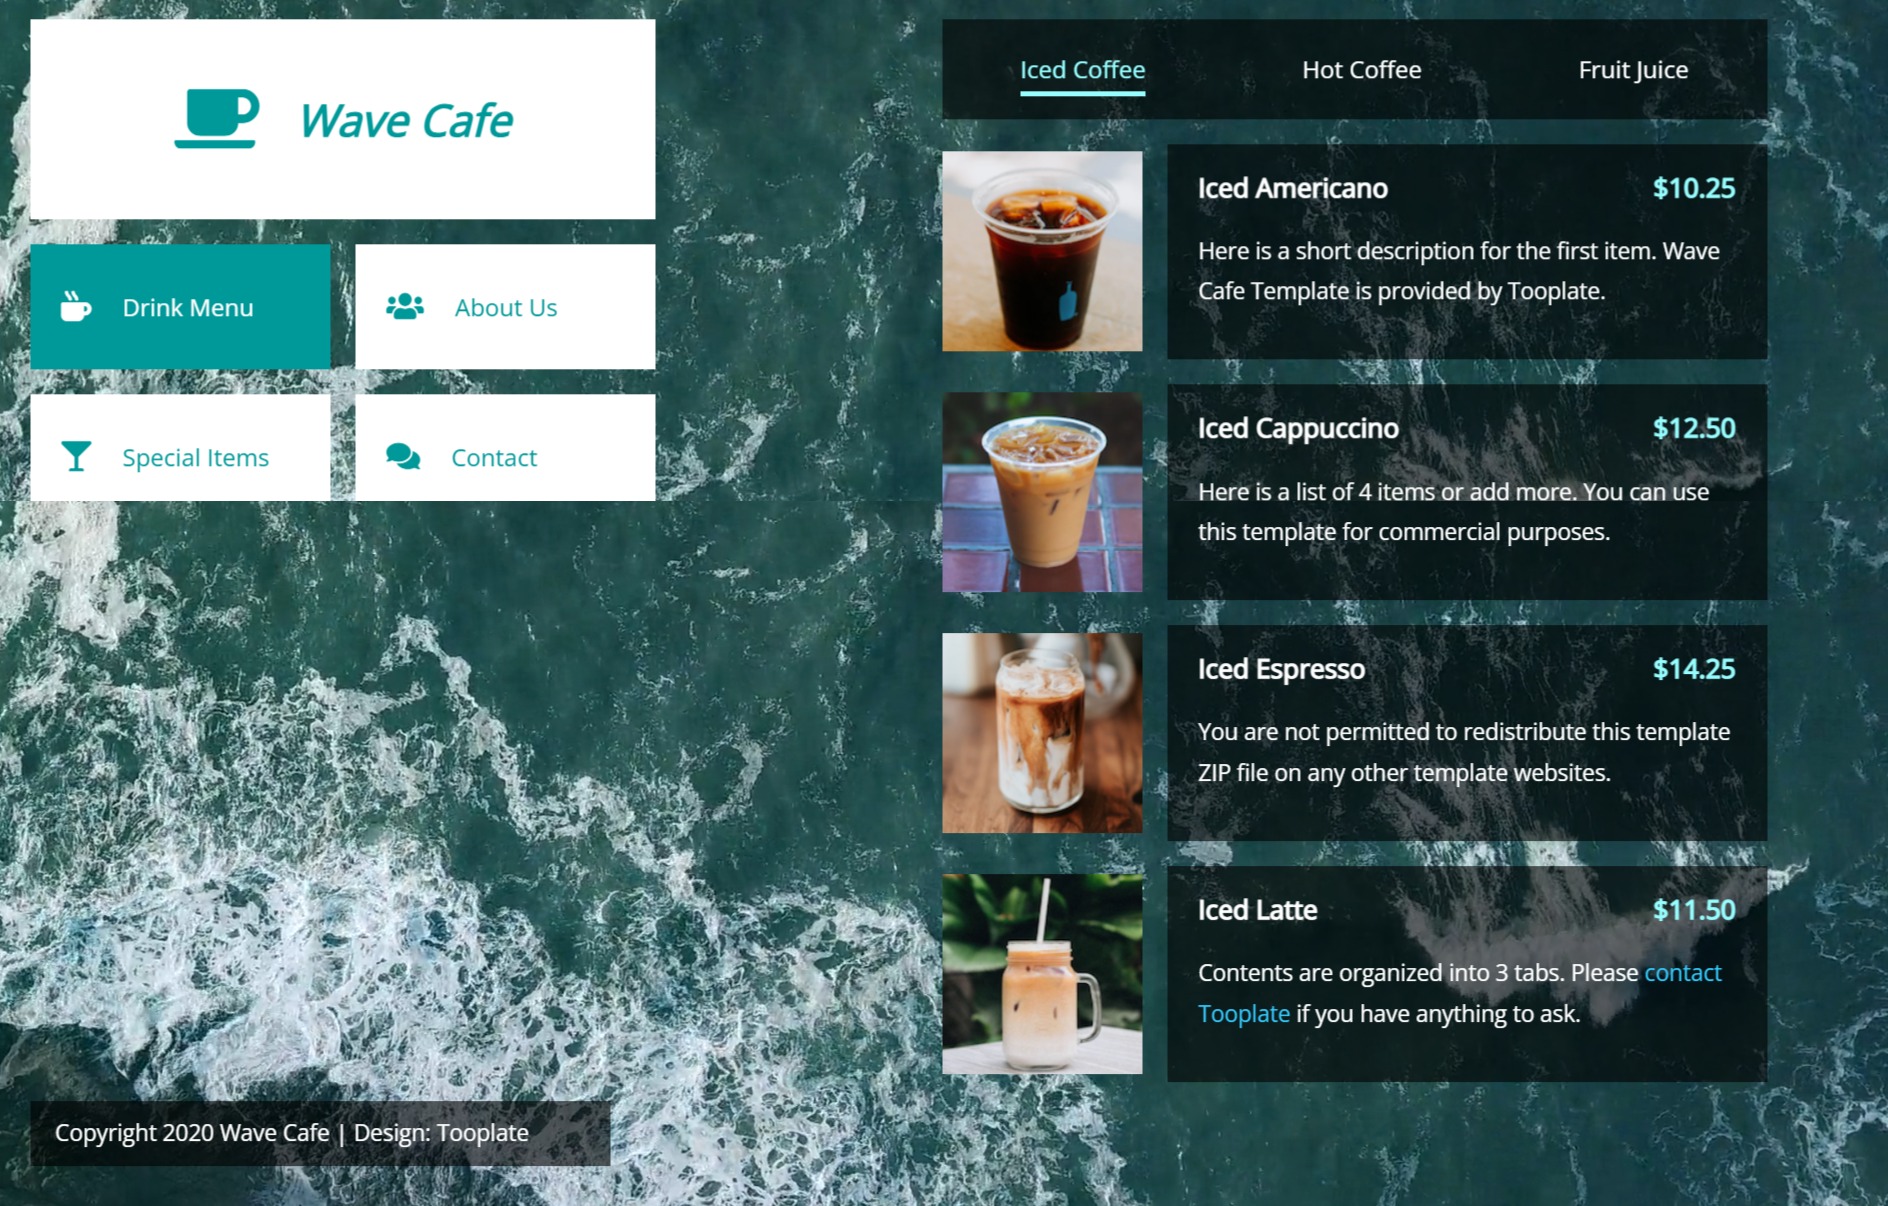 Wave Cafe
Drink Menu
About Us
Special Items
Contact
Iced Coffee
Hot Coffee
Fruit Juice
Iced Americano
$10.25
Here is a short description for the first item. Wave
Cafe Template is provided by Tooplate.
Iced Cappuccino
$12.50
Here is a list of 4 items or add more. You can use
this template for commercial purposes.
Iced Espresso
$14.25
You are not permitted to redistribute this template
ZIP file on any other template websites.
Iced Latte
$11.50
Contents are organized into 3 tabs. Please contact
Tooplate if you have anything to ask.
Copyright 2020 Wave Cafe | Design: Tooplate